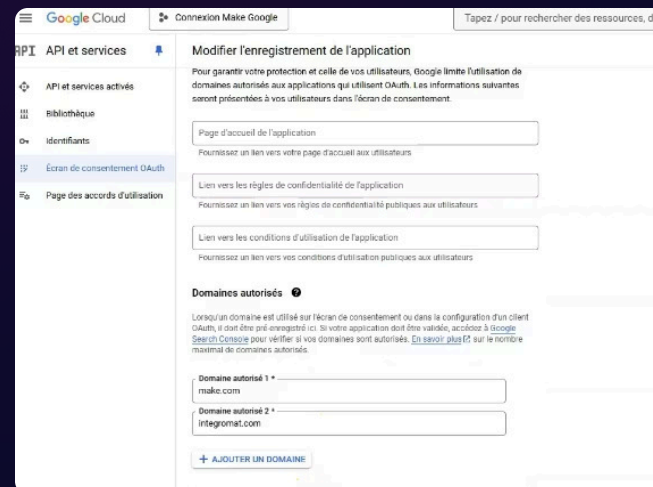 Google Cloud
Connexion Make Google
Tapez / pour rechercher des ressources, d
API API et services
API et services activés
Bibliothèque
Identifiants
Écran de consentement OAuth
Page des accords d'utilisation
Modifier l'enregistrement de l'application
Pour garantir votre protection et celle de vos utilisateurs, Google limite l'utilisation de
domaines autorisés aux applications qui utilisent OAuth. Les informations suivantes
seront présentées à vos utilisateurs dans l'écran de consentement.
Page d'accueil de l'application
Fournissez un lien vers votre page d'accueil aux utilisateurs
Lien vers les règles de confidentialité de l'application
Fournissez un lien vers vos règles de confidentialité publiques aux utilisateurs
Lien vers les conditions d'utilisation de l'application
Fournissez un lien vers vos conditions d'utilisation publiques aux utilisateurs
Domaines autorisés
Lorsqu'un domaine est utilisé sur l'écran de consentement ou dans la configuration d'un client
OAuth, il doit être pré-enregistré ici. Si votre application doit être validée, accédez à Google
Search Console pour vérifier si vos domaines sont autorisés. En savoir plus sur le nombre
maximal de domaines autorisés.
Domaine autorisé 1 *
make.com
Domaine autorisé 2 *
integromat.com
+ AJOUTER UN DOMAINE